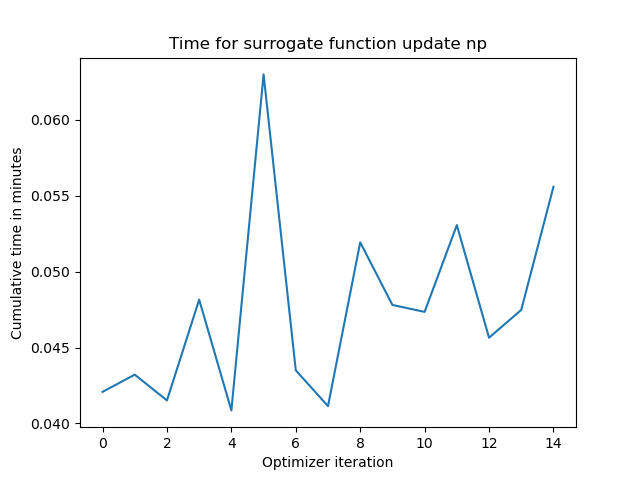 Time for surrogate function update np
Cumulative time in minutes
0.060
0.055
0.050
0.045
0.040
0 2 4 6 8 10 12 14
Optimizer iteration